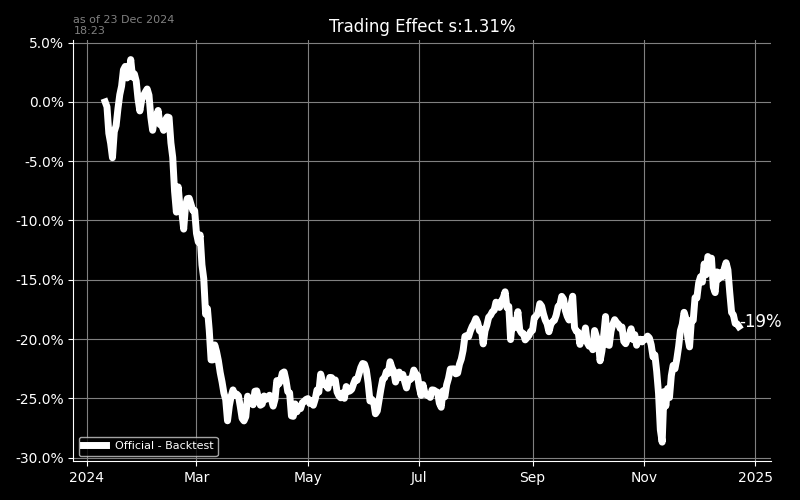 as of 23 Dec 2024
18:23
Trading Effect s:1.31%
5.0%
0.0%
-5.0%
-10.0%
-15.0%
-20.0%
-25.0%
-30.0%
-19%
Official - Backtest
2024 Mar May Jul Sep Nov 2025